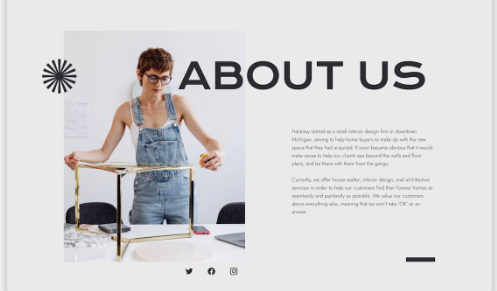 ABOUT US
Hackney started as a small interior design firm in downtown
Michigan, aiming to help home buyers to make do with the new
space that they had acquired. It soon became obvious that it would
make sense to help our clients see beyond the walls and floor
plans, and be there with them from the getgo.
Currently, we offer house realtor, interior design, and architecture
services in order to help our customers find their forever homes as
seamlessly and painlessly as possible. We value our customers
above everything else, meaning that we won't take 'OK' as an
answer.